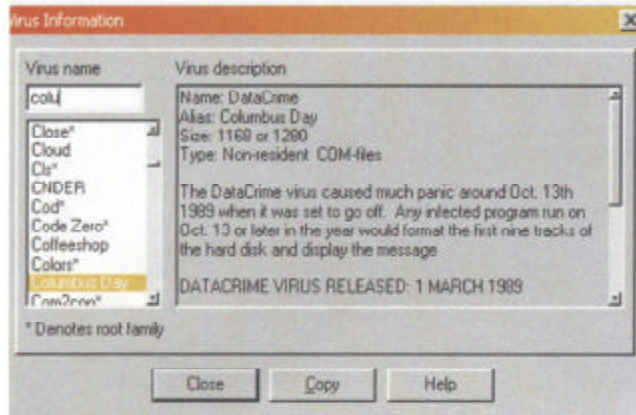 Virus Information
Virus name
colu
Close*
Cloud
Cls*
CNDER
Cod*
Code Zero*
Coffeeshop
Colors*
Columbus Day
Com2con*
* Denotes root family
Virus description
Name: DataCrime
Alias: Columbus Day
Size: 1168 or 1280
Type: Non-resident COM-files
The DataCrime virus caused much panic around Oct. 13th
1989 when it was set to go off. Any infected program run on
Oct. 13 or later in the year would format the first nine tracks of
the hard disk and display the message
DATACRIME VIRUS RELEASED: 1 MARCH 1989
Close
Copy
Help